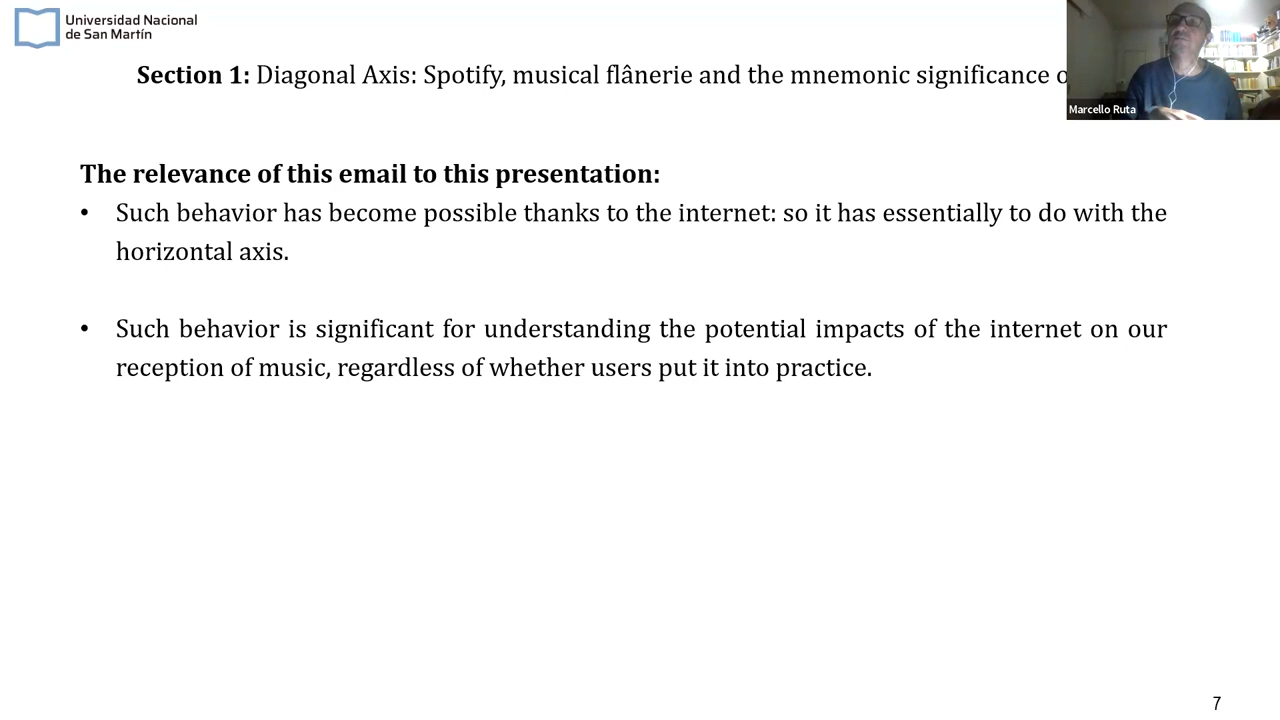 Universidad Nacional
de San Martín
Section 1: Diagonal Axis: Spotify, musical flânerie and the mnemonic significance
Marcello Ruta
The relevance of this email to this presentation:
• Such behavior has become possible thanks to the internet: so it has essentially to do with the
horizontal axis.
• Such behavior is significant for understanding the potential impacts of the internet on our
reception of music, regardless of whether users put it into practice.
7